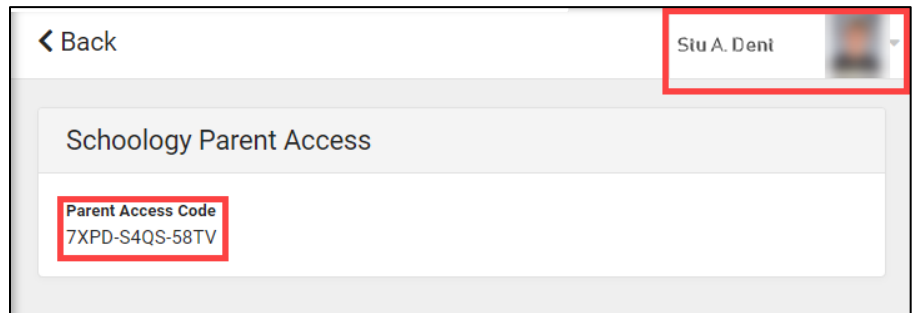 Back
Stu A. Dent
Schoology Parent Access
Parent Access Code
7XPD-S4QS-58TV